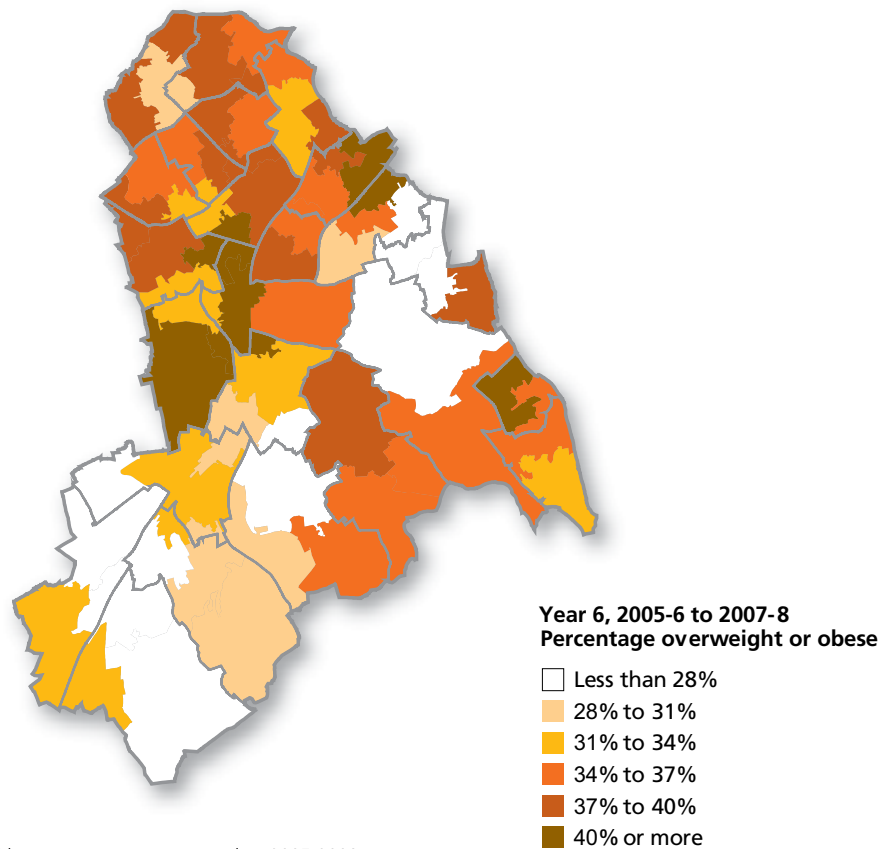 Year 6, 2005-6 to 2007-8
Percentage overweight or obese
Less than 28%
28% to 31%
31% to 34%
34% to 37%
37% to 40%
40% or more